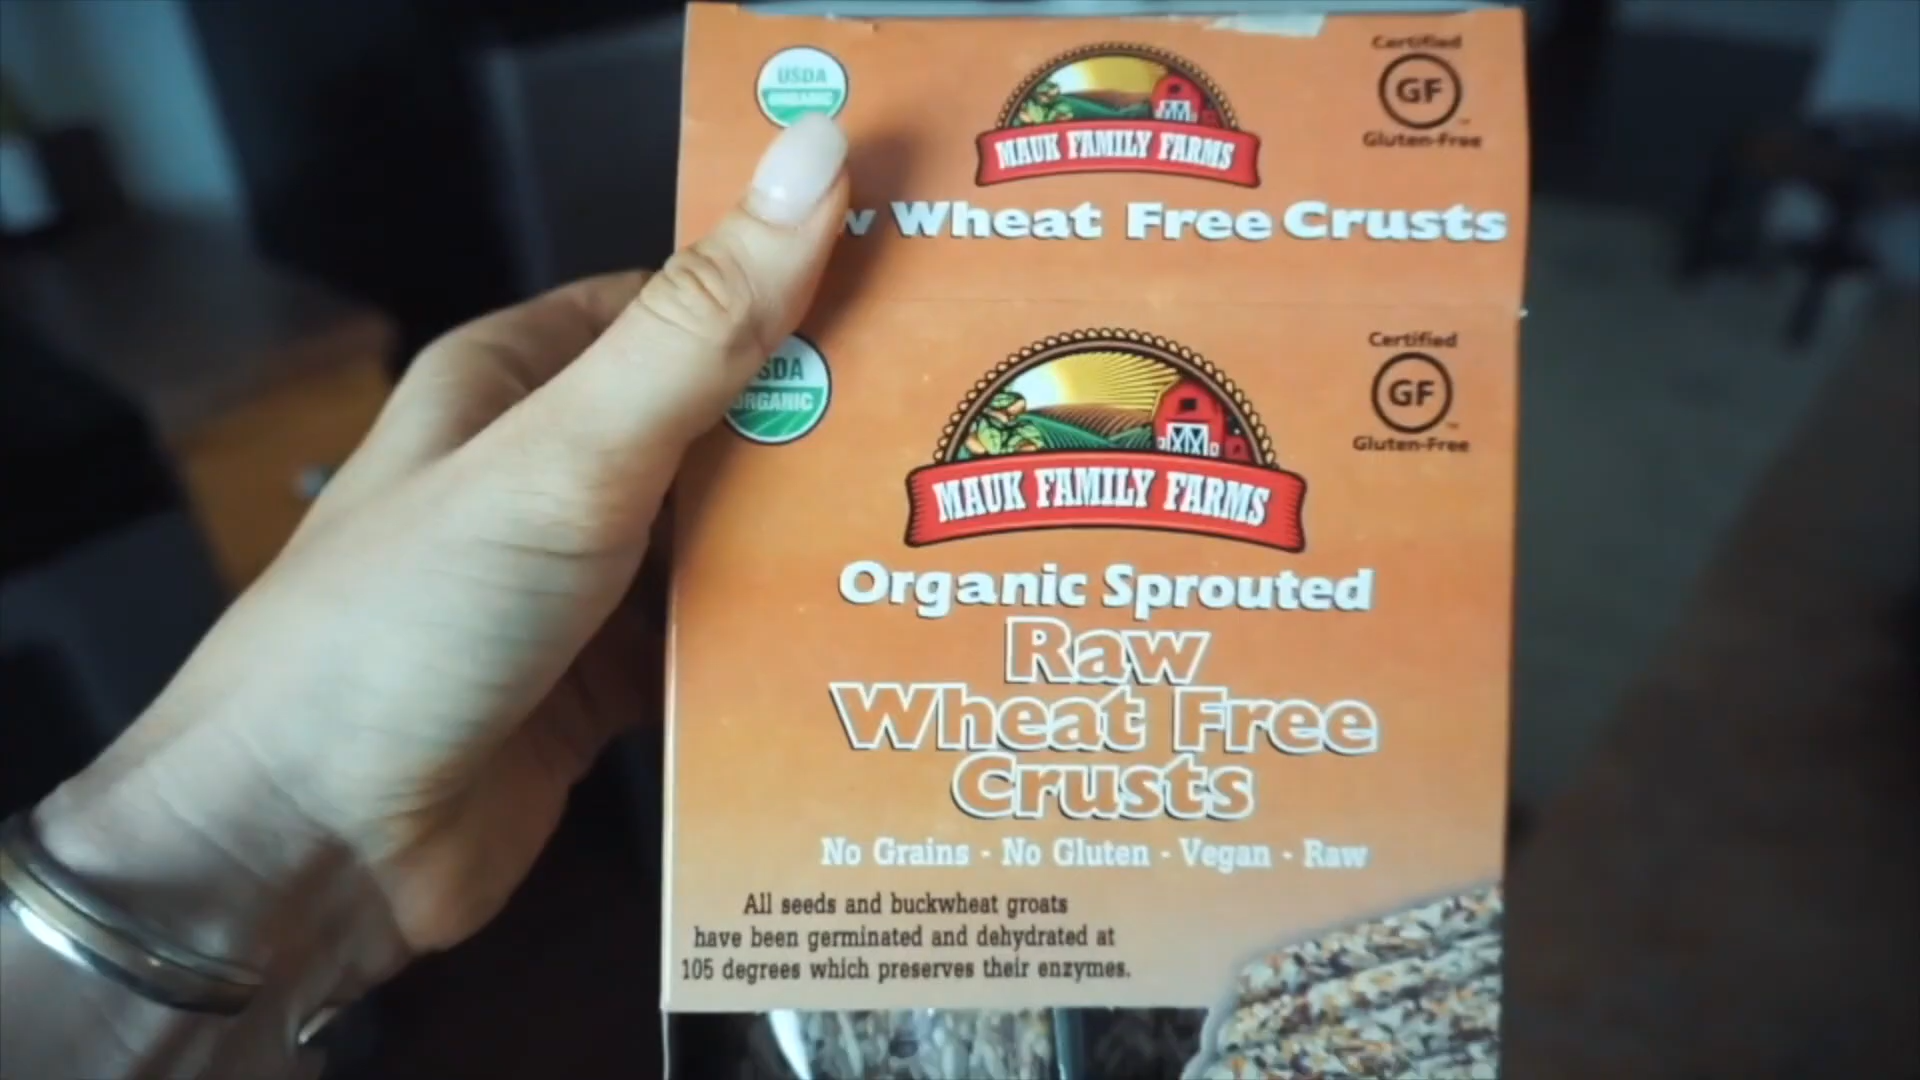 USDA
ORGANIC
MAUK FAMILY FARMS
Certified
GF
Gluten-Free
Wheat Free Crusts
ORGANIC
MAUK FAMILY FARMS
Certified
GF
Gluten-Free
Organic Sprouted
Raw
Wheat Free
Crusts
No Grains - No Gluten - Vegan - Raw
All seeds and buckwheat groats
have been germinated and dehydrated at
105 degrees which preserves their enzymes.